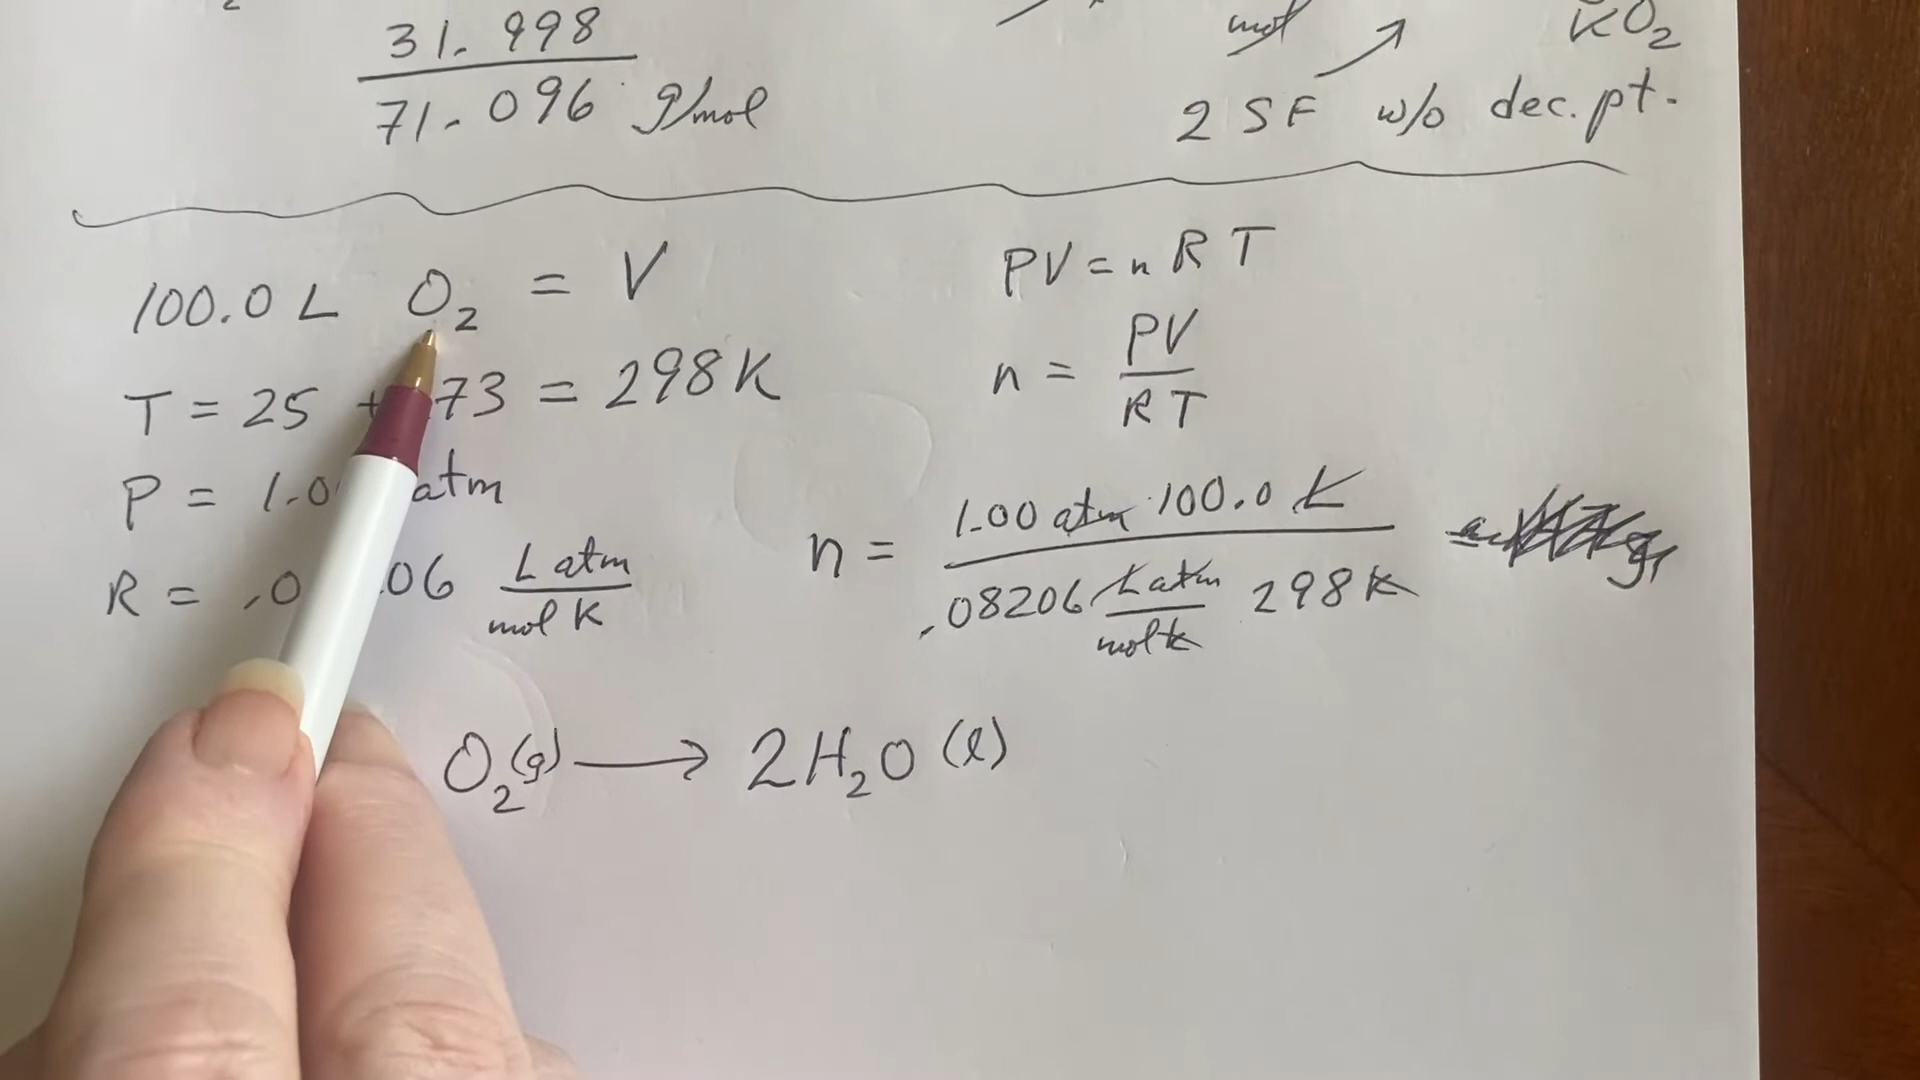 31.998
71.096 g/mol
mol
KO2
2 SF w/o dec.pt.
100.0 L O2 = V
PV = nRT
T = 25 + 73 = 298 K
n = PV / RT
P = 1.0 atm
n = 1.00 atm 100.0 L / .08206 L atm / mol K 298 K
R = .0 06 L atm / mol K
O2(g) ⟶ 2H2O (l)